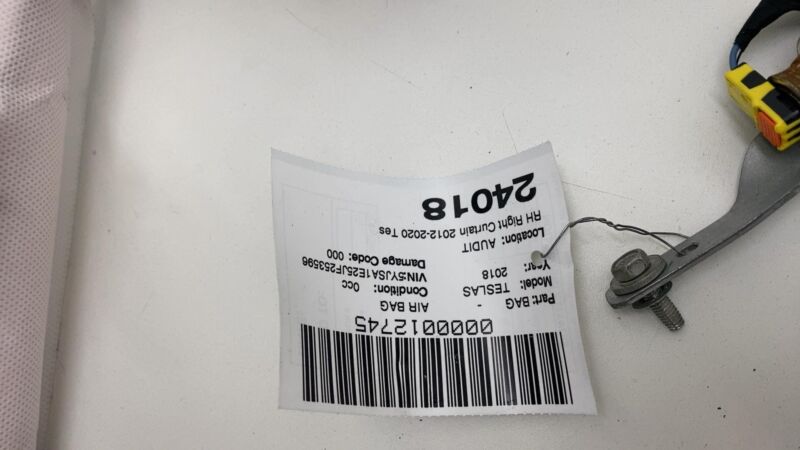 0000012745
Part: BAG - AIR BAG
Model: TESLAS Condition: 0cc
Year: 2018 VIN:5YJSA1E25JF253596
Location: AUDIT Damage Code: 000
RH Right Curtain 2012-2020 Tes
24018